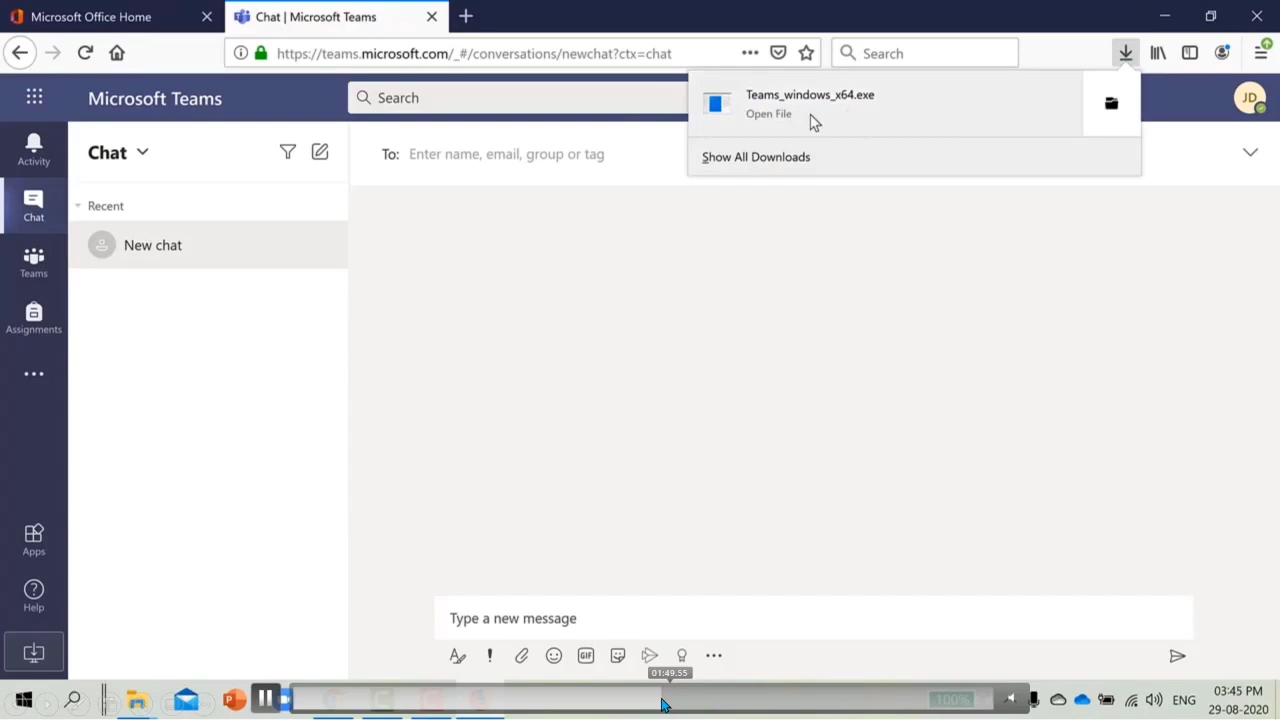 Microsoft Office Home
Chat | Microsoft Teams
https://teams.microsoft.com/_#/conversations/newchat?ctx=chat
Search
Microsoft Teams
Search
Teams_windows_x64.exe
Open File
Show All Downloads
JD
Activity
Chat
Teams
Assignments
Apps
Help
Chat
Recent
New chat
To: Enter name, email, group or tag
Type a new message
GIF
01:49.55
100%
ENG
03:45 PM
29-08-2020